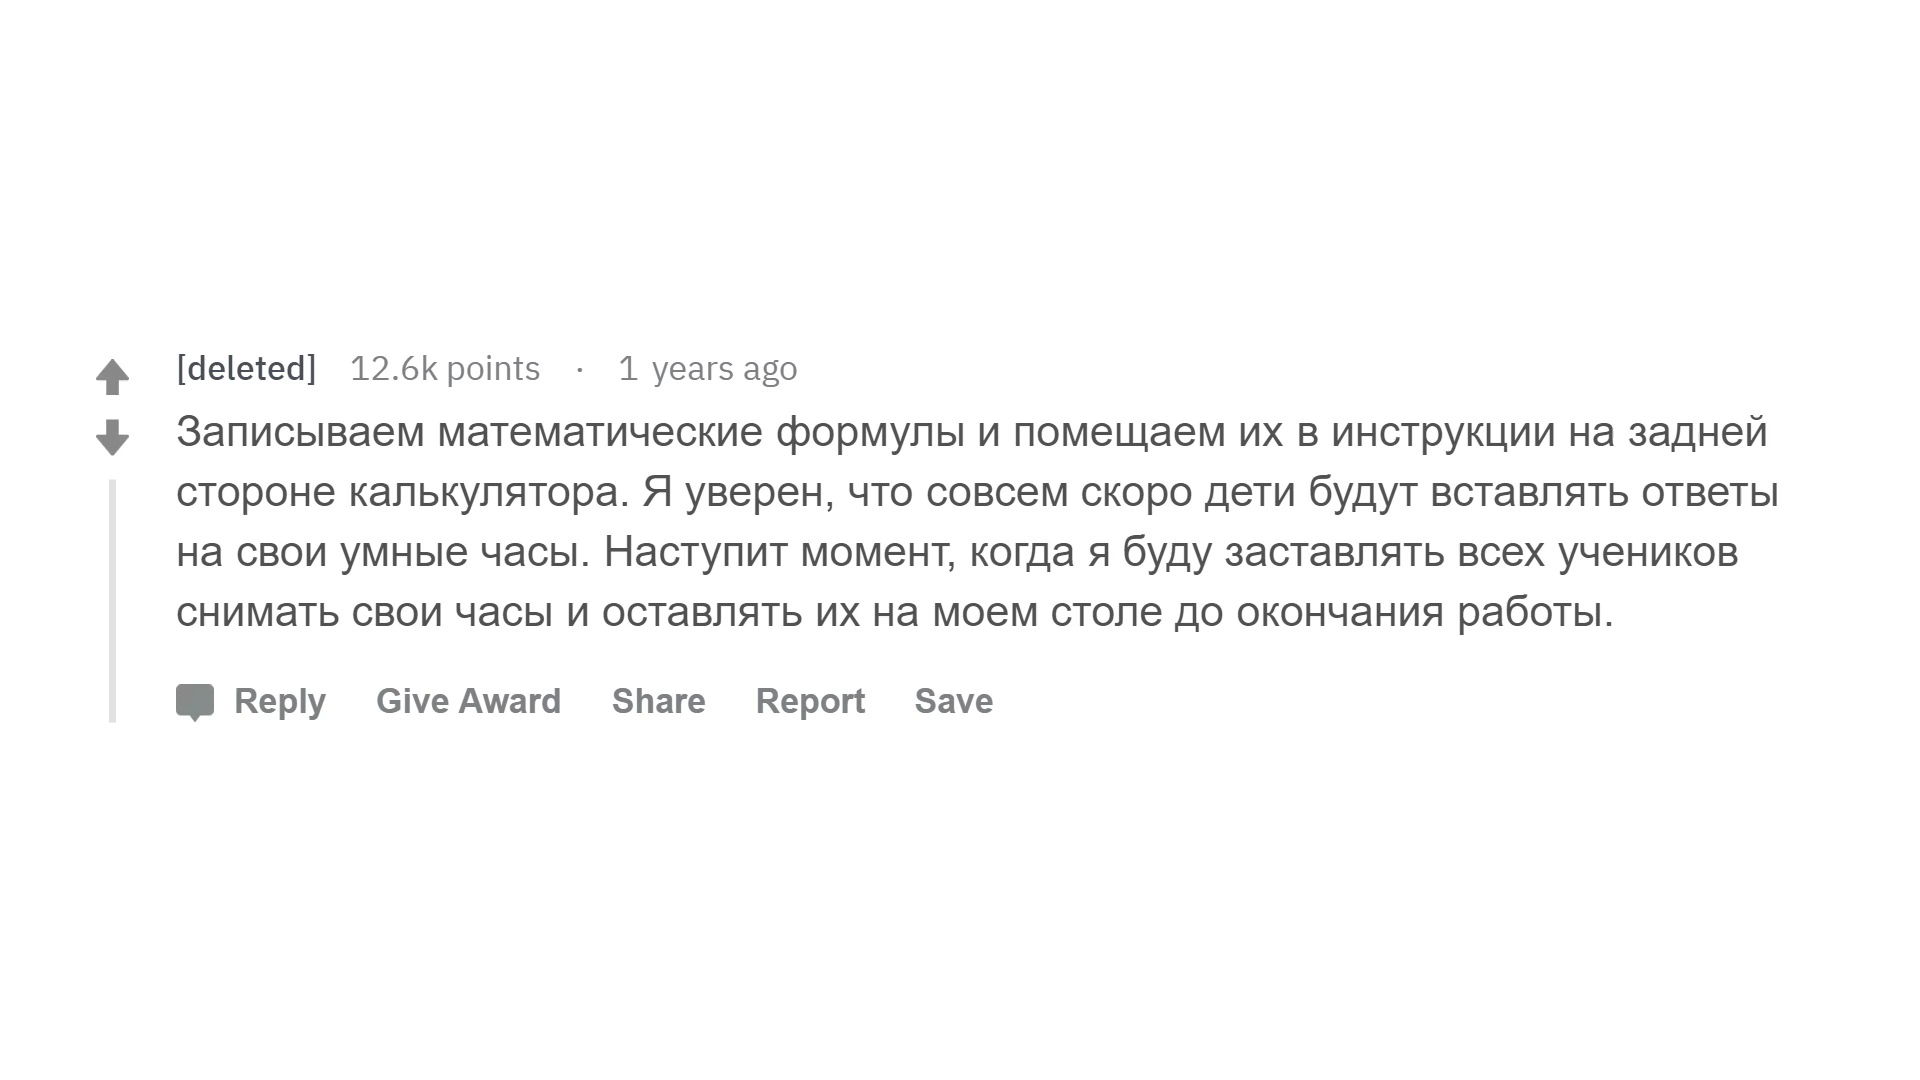 [deleted] 12.6k points · 1 years ago
Записываем математические формулы и помещаем их в инструкции на задней
стороне калькулятора. Я уверен, что совсем скоро дети будут вставлять ответы
на свои умные часы. Наступит момент, когда я буду заставлять всех учеников
снимать свои часы и оставлять их на моем столе до окончания работы.
Reply Give Award Share Report Save